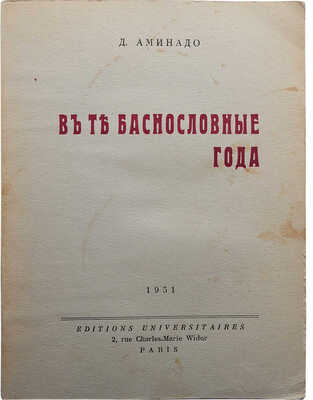 Д. АМИНАДО
ВЪ ТѢ БАСНОСЛОВНЫЕ
ГОДА
1951
EDITIONS UNIVERSITAIRES
2, rue Charles-Marie Widor
PARIS